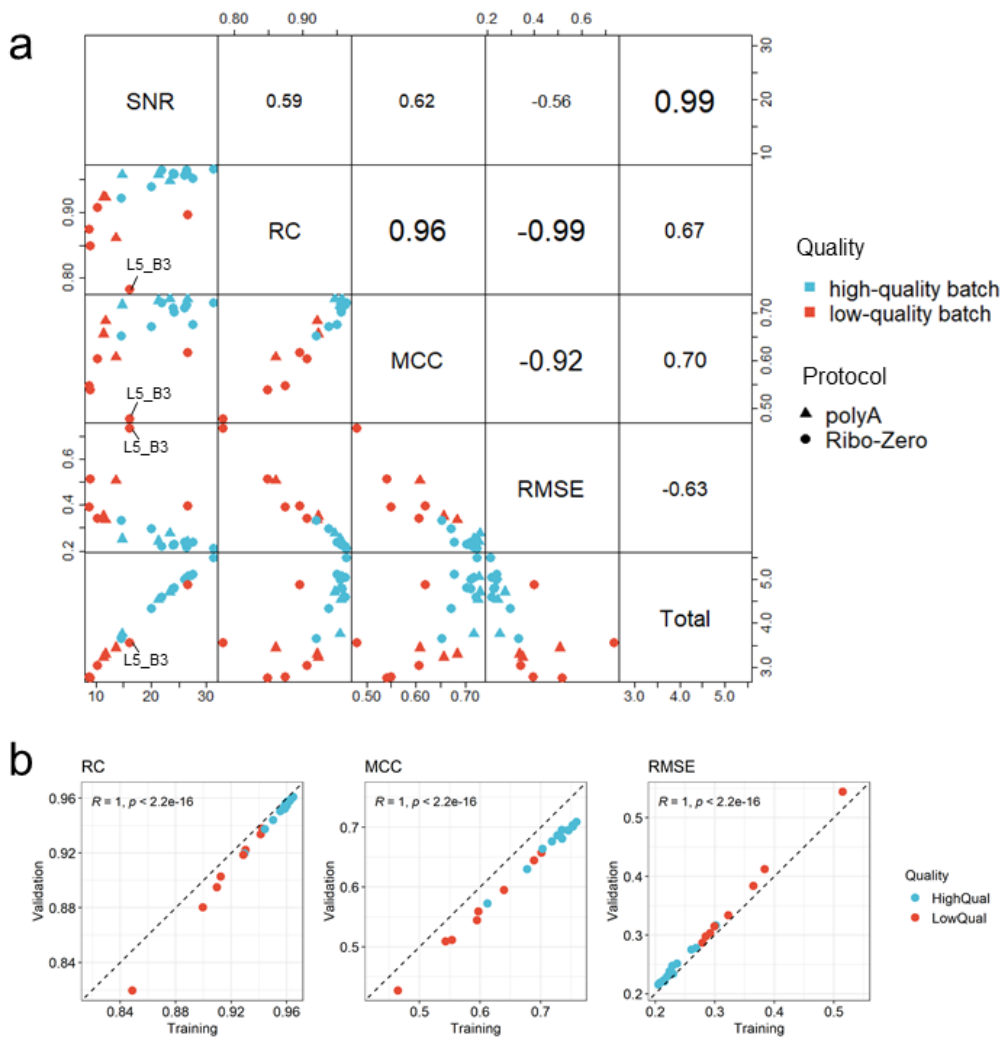 a
0.80 0.90
0.2 0.4 0.6
SNR 0.59 0.62 -0.56 0.99
10 20 30
0.80 0.90
RC 0.96 -0.99 0.67
L5_B3
MCC -0.92 0.70
0.50 0.60 0.70
L5_B3
L5_B3
0.2 0.4 0.6
RMSE -0.63
Total
3.0 4.0 5.0
L5_B3
10 20 30
0.50 0.60 0.70
3.0 4.0 5.0
Quality
high-quality batch
low-quality batch
Protocol
polyA
Ribo-Zero
b
RC
R = 1, p < 2.2e-16
Validation
0.96
0.92
0.88
0.84
0.84 0.88 0.92 0.96
Training
MCC
R = 1, p < 2.2e-16
Validation
0.7
0.6
0.5
0.5 0.6 0.7
Training
RMSE
R = 1, p < 2.2e-16
Validation
0.5
0.4
0.3
0.2
0.2 0.3 0.4 0.5
Training
Quality
HighQual
LowQual